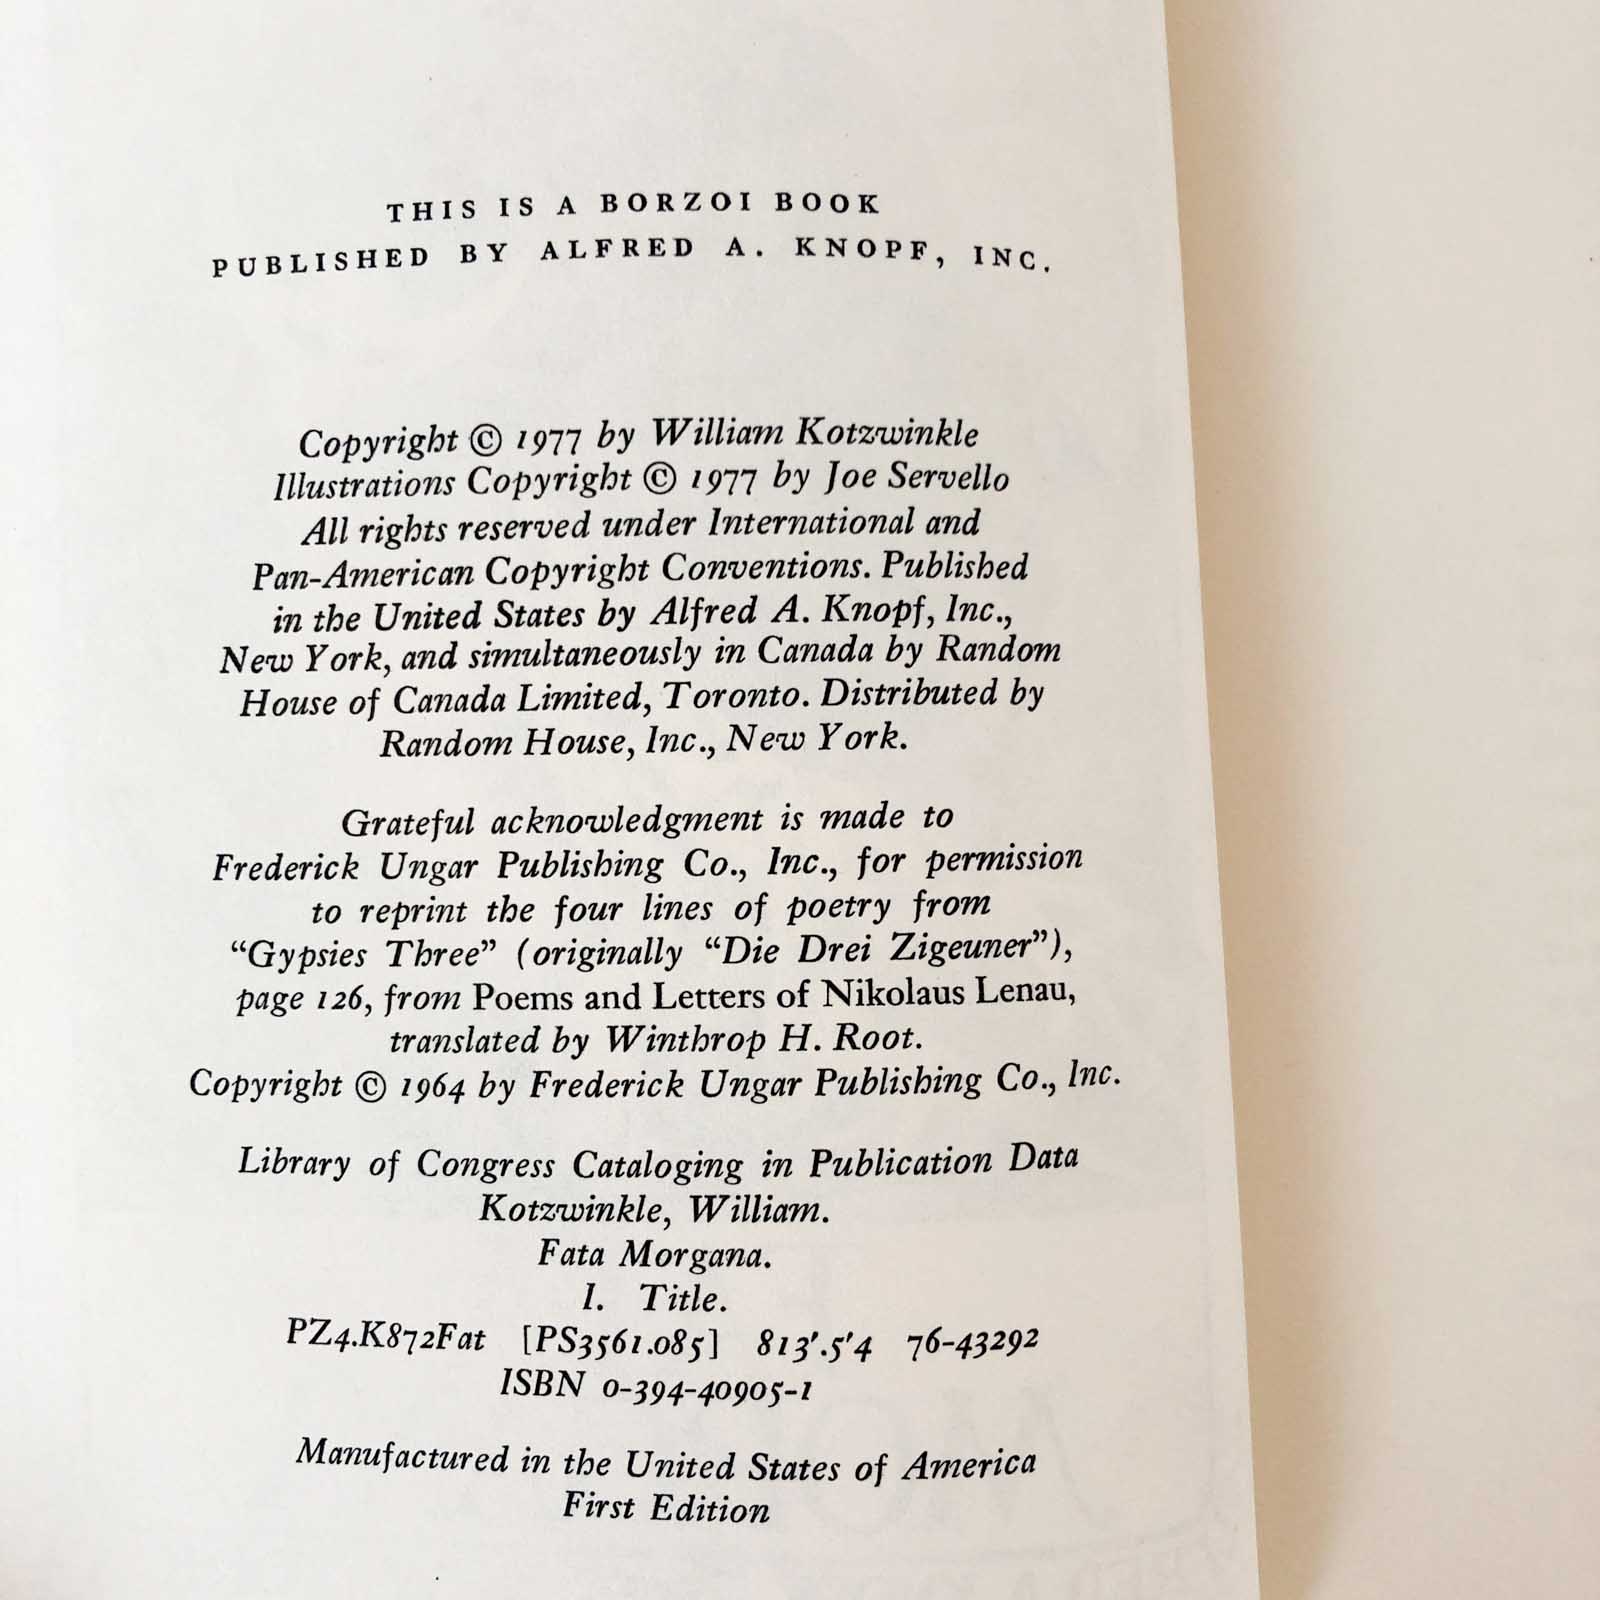 THIS IS A BORZOI BOOK
PUBLISHED BY ALFRED A. KNOPF, INC.
Copyright © 1977 by William Kotzwinkle
Illustrations Copyright © 1977 by Joe Servello
All rights reserved under International and
Pan-American Copyright Conventions. Published
in the United States by Alfred A. Knopf, Inc.,
New York, and simultaneously in Canada by Random
House of Canada Limited, Toronto. Distributed by
Random House, Inc., New York.
Grateful acknowledgment is made to
Frederick Ungar Publishing Co., Inc., for permission
to reprint the four lines of poetry from
“Gypsies Three” (originally “Die Drei Zigeuner”),
page 126, from Poems and Letters of Nikolaus Lenau,
translated by Winthrop H. Root.
Copyright © 1964 by Frederick Ungar Publishing Co., Inc.
Library of Congress Cataloging in Publication Data
Kotzwinkle, William.
Fata Morgana.
I. Title.
PZ4.K872Fat [PS3561.085] 813'.5'4 76-43292
ISBN 0-394-40905-1
Manufactured in the United States of America
First Edition